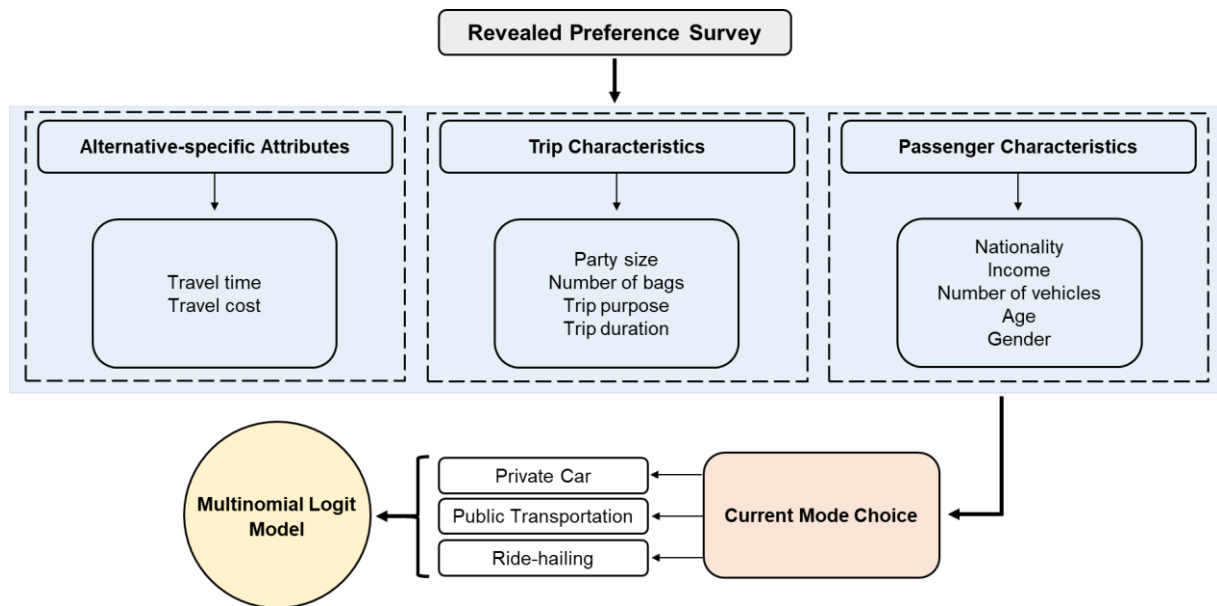 Revealed Preference Survey
Alternative-specific Attributes
Travel time
Travel cost
Trip Characteristics
Party size
Number of bags
Trip purpose
Trip duration
Passenger Characteristics
Nationality
Income
Number of vehicles
Age
Gender
Current Mode Choice
Private Car
Public Transportation
Ride-hailing
Multinomial Logit
Model